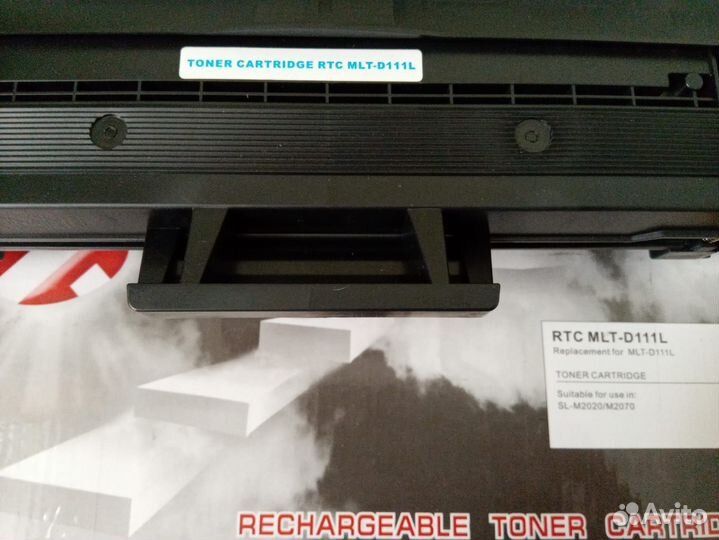 TONER CARTRIDGE RTC MLT-D111L
RTC MLT-D111L
Replacement for MLT-D111L
TONER CARTRIDGE
Suitable for use in:
SL-M2020/M2070
RECHARGEABLE TONER CARTRID
Avito